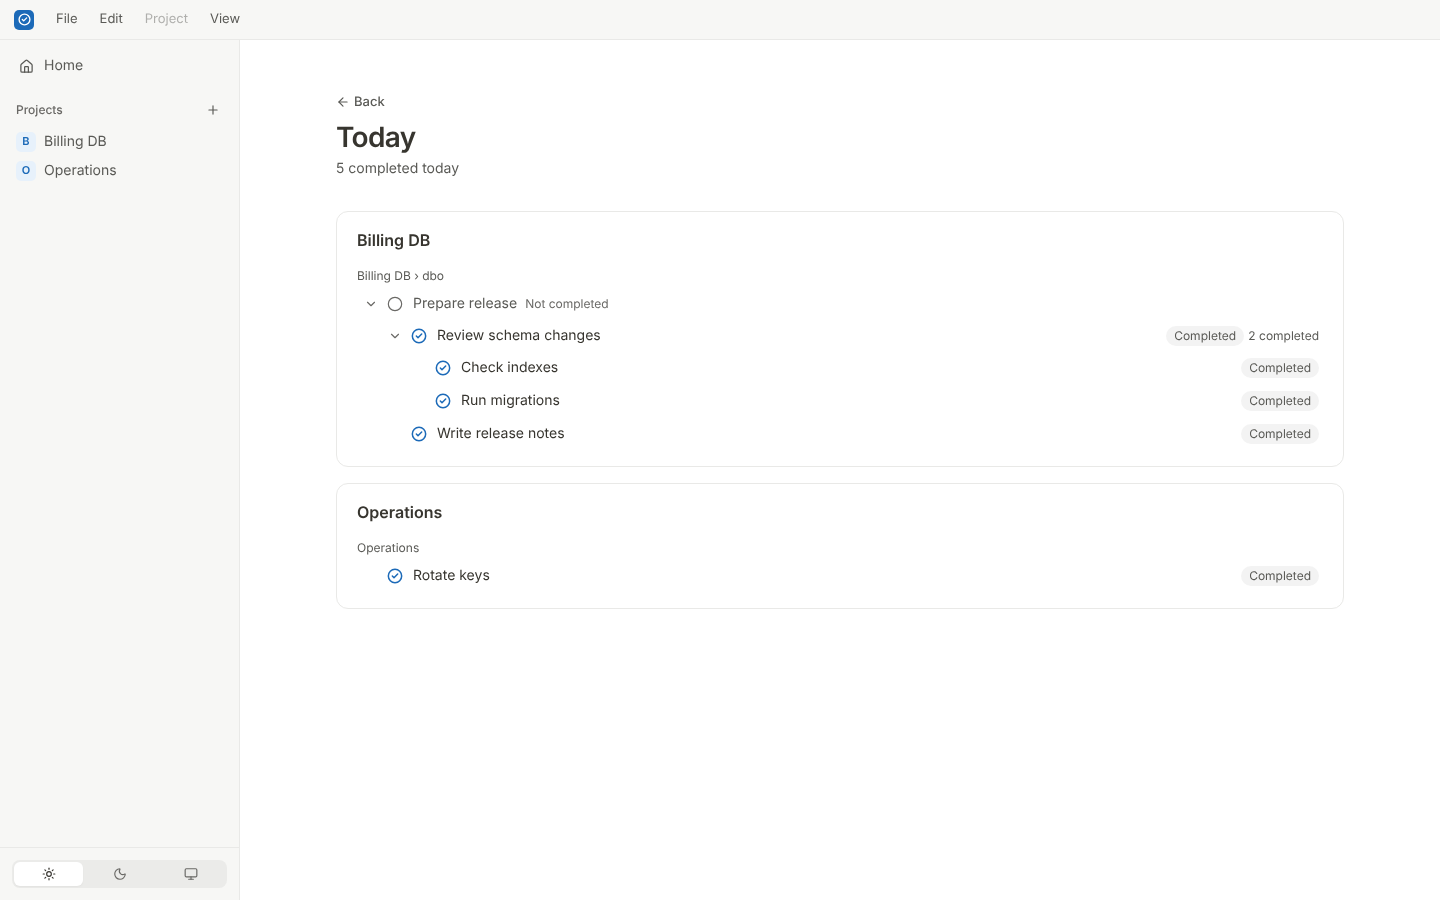 File Edit Project View
Home
Projects
B Billing DB
O Operations
Back
Today
5 completed today
Billing DB
Billing DB › dbo
Prepare release Not completed
Review schema changes Completed 2 completed
Check indexes Completed
Run migrations Completed
Write release notes Completed
Operations
Operations
Rotate keys Completed